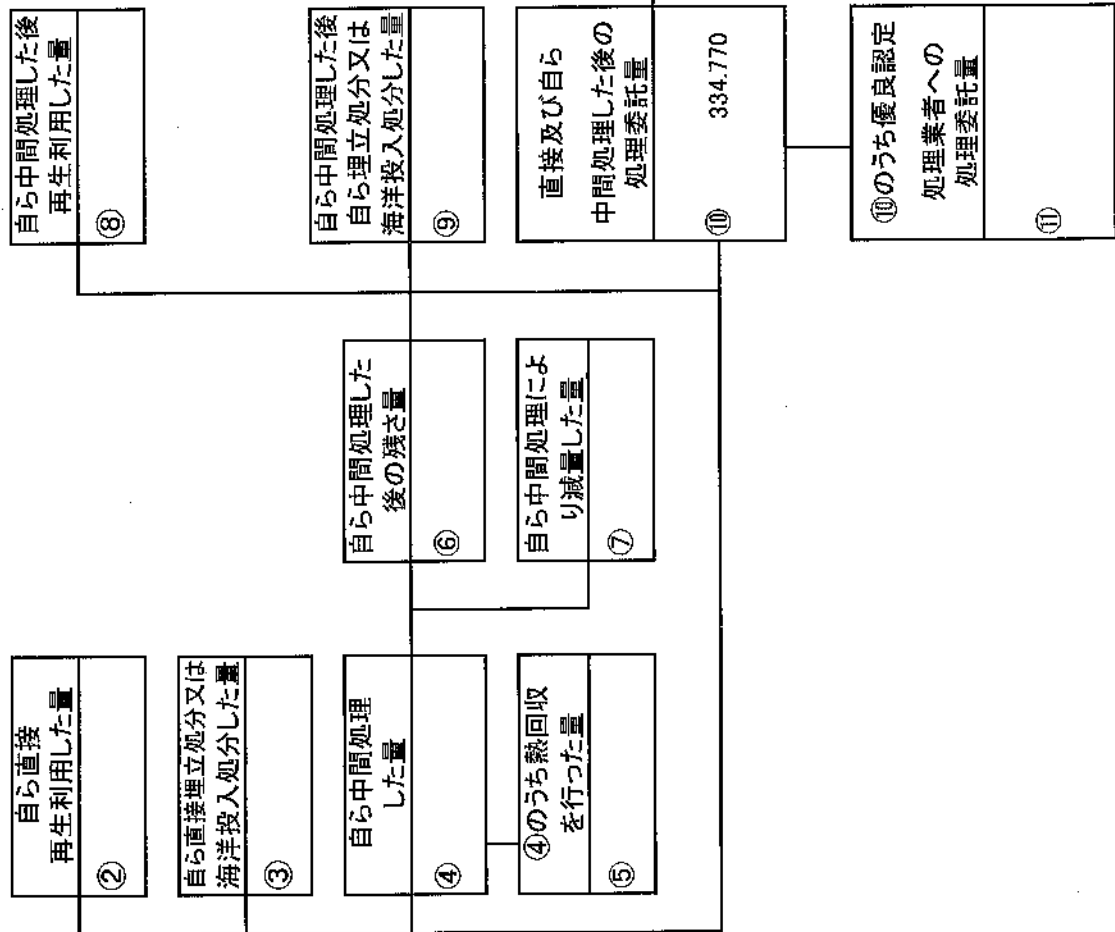 自ら直接
再生利用した量
②
自ら直接埋立処分又は
海洋投入処分した量
③
自ら中間処理
した量
④
④のうち熱回収
を行った量
⑤
自ら中間処理した
後の残さ量
⑥
自ら中間処理によ
り減量した量
⑦
自ら中間処理した後
再生利用した量
⑧
自ら中間処理した後
自ら埋立処分又は
海洋投入処分した量
⑨
直接及び自ら
中間処理した後の
処理委託量
⑩ 334.770
⑩のうち優良認定
処理業者への
処理委託量
⑪